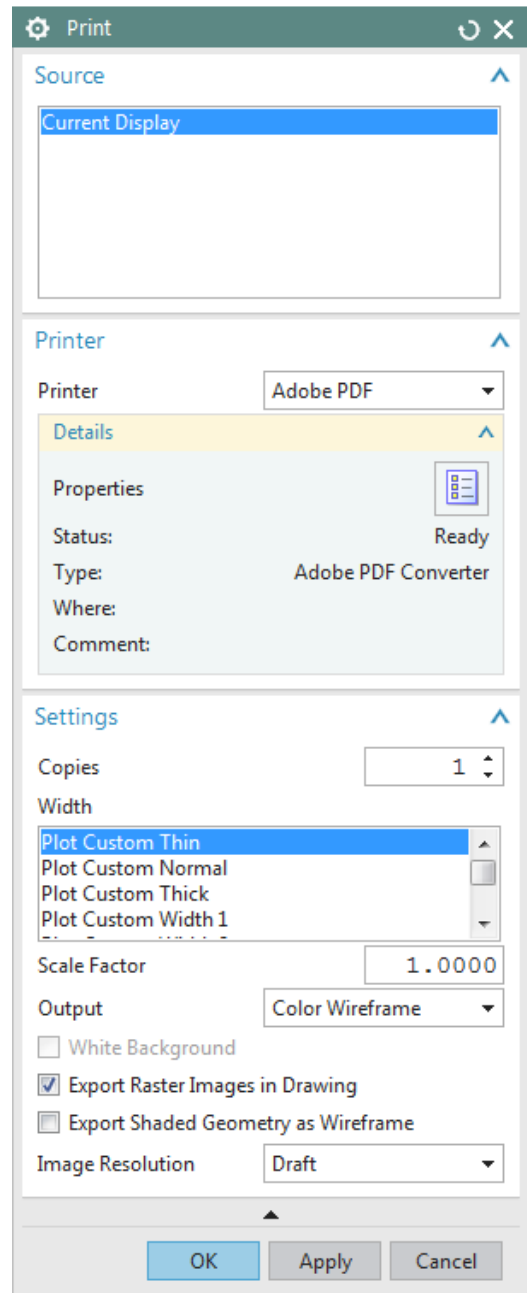 Print
Source
Current Display
Printer
Printer Adobe PDF
Details
Properties
Status: Ready
Type: Adobe PDF Converter
Where:
Comment:
Settings
Copies 1
Width
Plot Custom Thin
Plot Custom Normal
Plot Custom Thick
Plot Custom Width 1
Scale Factor 1.0000
Output Color Wireframe
White Background
Export Raster Images in Drawing
Export Shaded Geometry as Wireframe
Image Resolution Draft
OK Apply Cancel